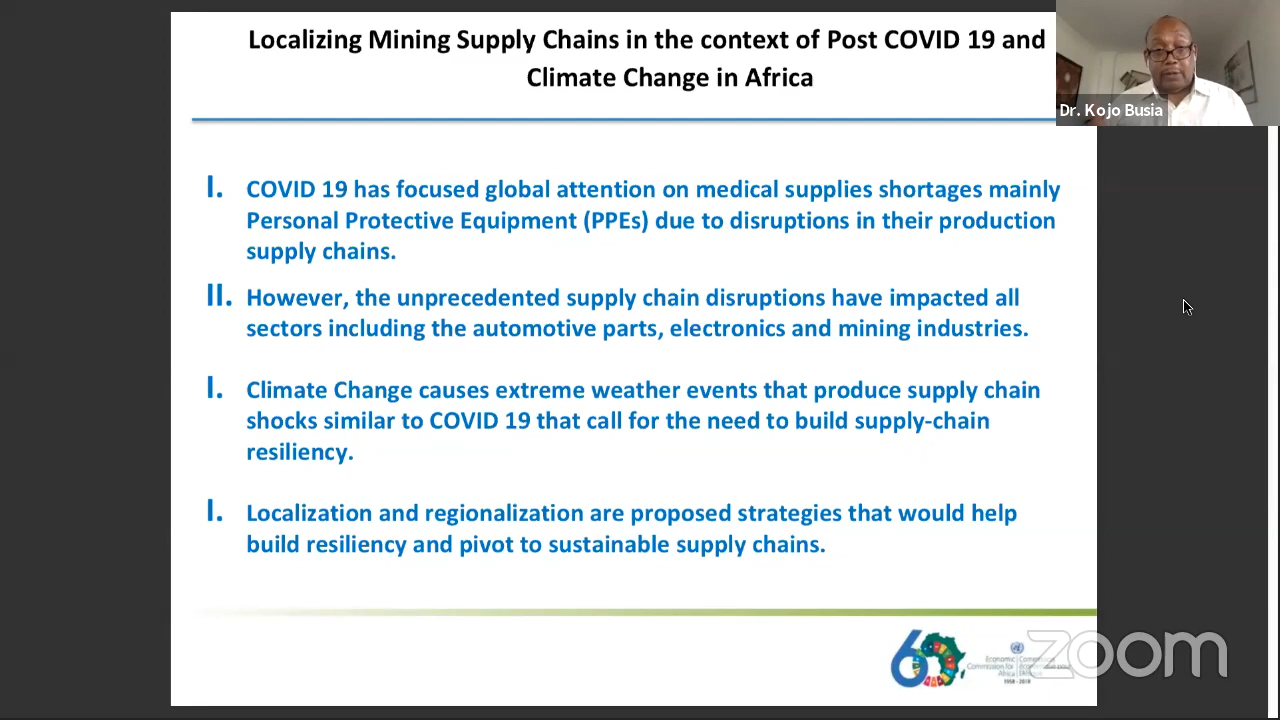 Localizing Mining Supply Chains in the context of Post COVID 19 and
Climate Change in Africa
Dr. Kojo Busia
I. COVID 19 has focused global attention on medical supplies shortages mainly
Personal Protective Equipment (PPEs) due to disruptions in their production
supply chains.
II. However, the unprecedented supply chain disruptions have impacted all
sectors including the automotive parts, electronics and mining industries.
I. Climate Change causes extreme weather events that produce supply chain
shocks similar to COVID 19 that call for the need to build supply-chain
resiliency.
I. Localization and regionalization are proposed strategies that would help
build resiliency and pivot to sustainable supply chains.
60
Economic
Commission for
Africa
zoom